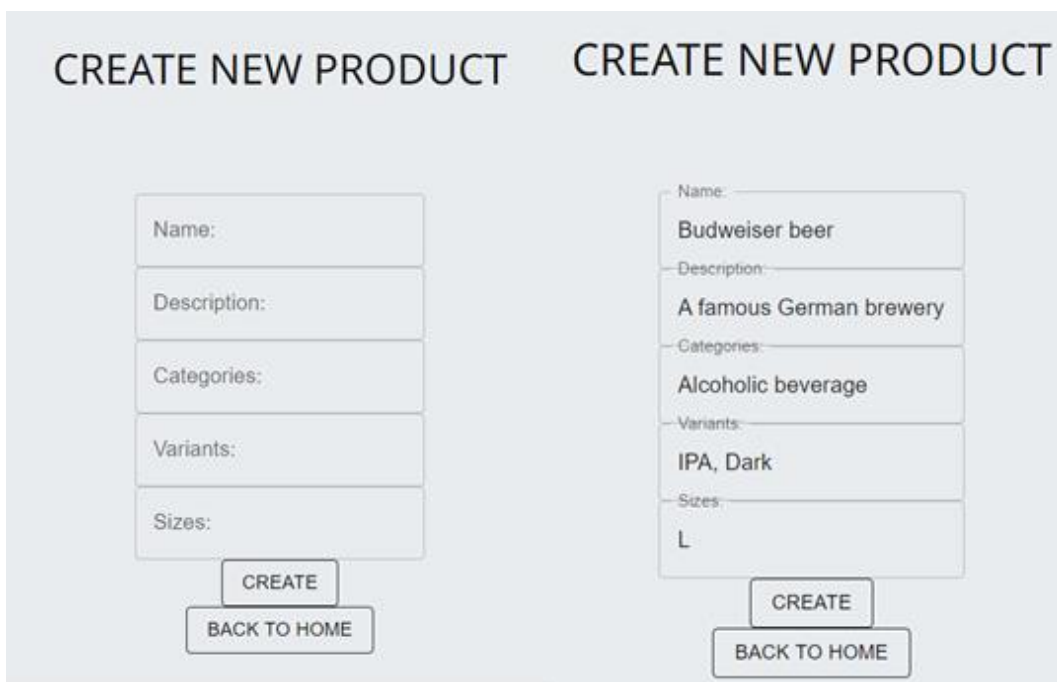 CREATE NEW PRODUCT
Name:
Description:
Categories:
Variants:
Sizes:
CREATE
BACK TO HOME
CREATE NEW PRODUCT
Name:
Budweiser beer
Description:
A famous German brewery
Categories:
Alcoholic beverage
Variants:
IPA, Dark
Sizes:
L
CREATE
BACK TO HOME